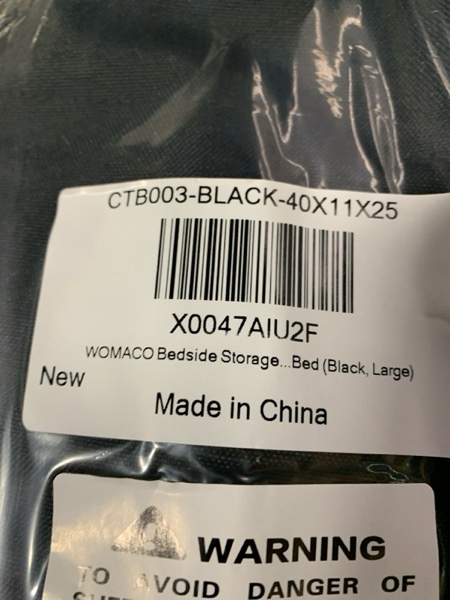 CTB003-BLACK-40X11X25
X0047AIU2F
WOMACO Bedside Storage...Bed (Black, Large)
New
Made in China
WARNING
TO AVOID DANGER OF